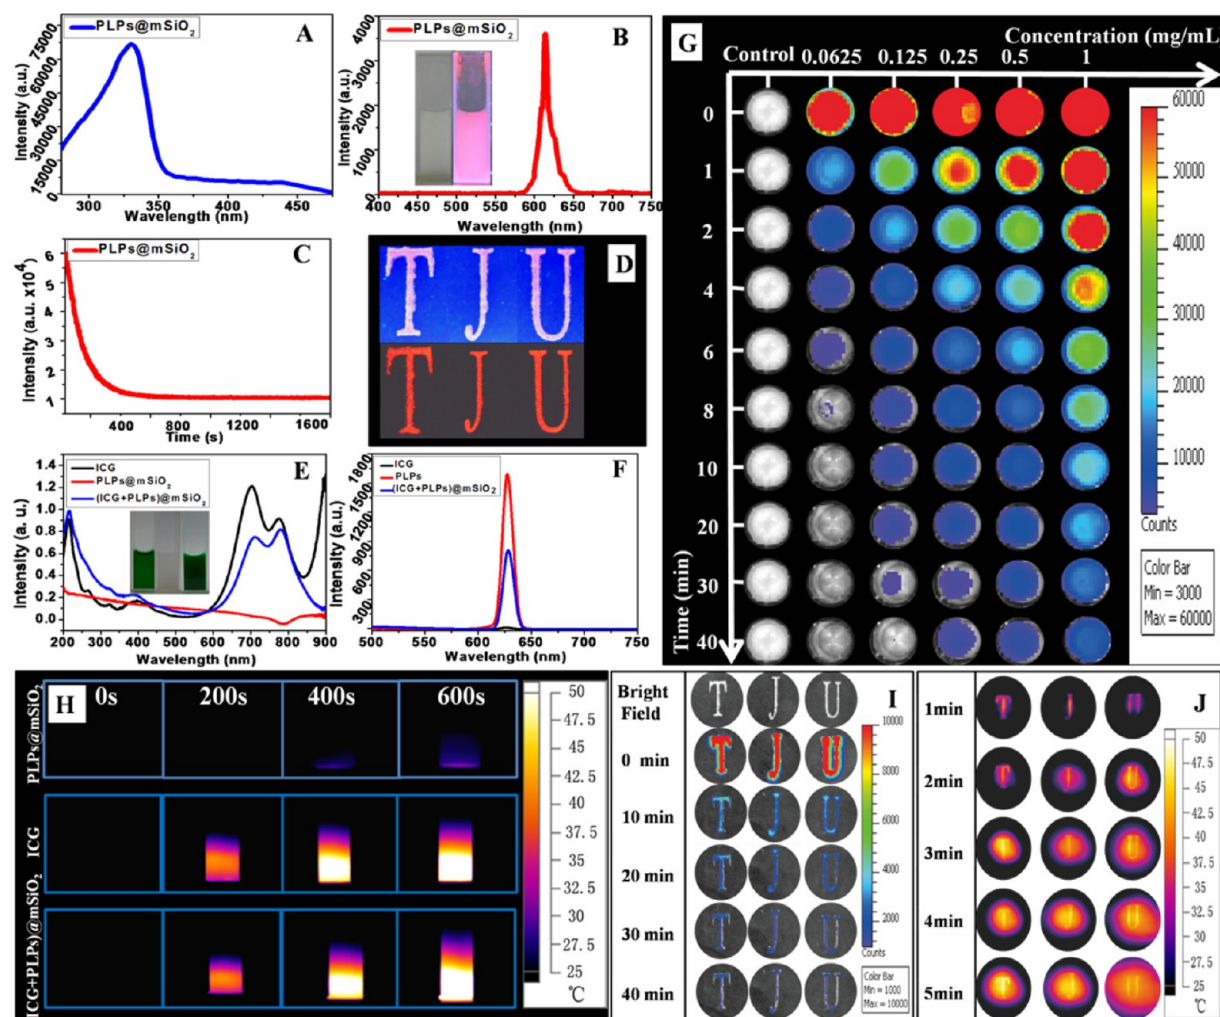 A
PLPs@mSiO2
Intensity (a.u.)
75000
60000
45000
30000
15000
0
300 350 400 450
Wavelength (nm)
B
PLPs@mSiO2
Intensity (a.u.)
4000
3000
2000
1000
0
400 450 500 550 600 650 700 750
Wavelength (nm)
C
PLPs@mSiO2
Intensity (a.u. x10^4)
6
5
4
3
2
1
400 800 1200 1600
Time (s)
D
T J U
T J U
E
ICG
PLPs@mSiO2
(ICG+PLPs)@mSiO2
Intensity (a. u.)
1.4
1.2
1.0
0.8
0.6
0.4
0.2
0.0
200 300 400 500 600 700 800 900
Wavelength (nm)
F
ICG
PLPs
(ICG+PLPs)@mSiO2
Intensity (a.u.)
1800
1500
1200
900
600
300
500 550 600 650 700 750
Wavelength (nm)
G
Concentration (mg/mL
Control 0.0625 0.125 0.25 0.5 1
0
1
2
4
6
8
10
20
30
40
Time (min)
60000
50000
40000
30000
20000
10000
Counts
Color Bar
Min = 3000
Max = 60000
H
0s 200s 400s 600s
PLPs@mSiO2
ICG
ICG+PLPs)@mSiO2
50
47.5
45
42.5
40
37.5
35
32.5
30
27.5
25
℃
I
Bright
Field
T J U
0 min
T J U
10 min
T J U
20 min
T J U
30 min
T J U
40 min
T J U
10000
8000
6000
4000
2000
Counts
Color Bar
Min = 1000
Max = 10000
J
1min
T J U
2min
T J U
3min
T J U
4min
T J U
5min
T J U
50
47.5
45
42.5
40
37.5
35
32.5
30
27.5
25
℃